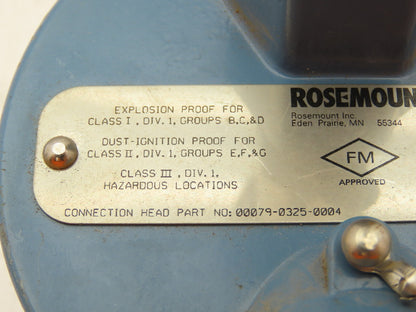 EXPLOSION PROOF FOR
CLASS I, DIV. 1, GROUPS B,C,&D
DUST-IGNITION PROOF FOR
CLASS II, DIV. 1, GROUPS E,F,&G
CLASS III, DIV. 1,
HAZARDOUS LOCATIONS
CONNECTION HEAD PART NO: 00079-0325-0004
ROSEMOUN
Rosemount Inc.
Eden Prairie, MN 55344
FM
APPROVED